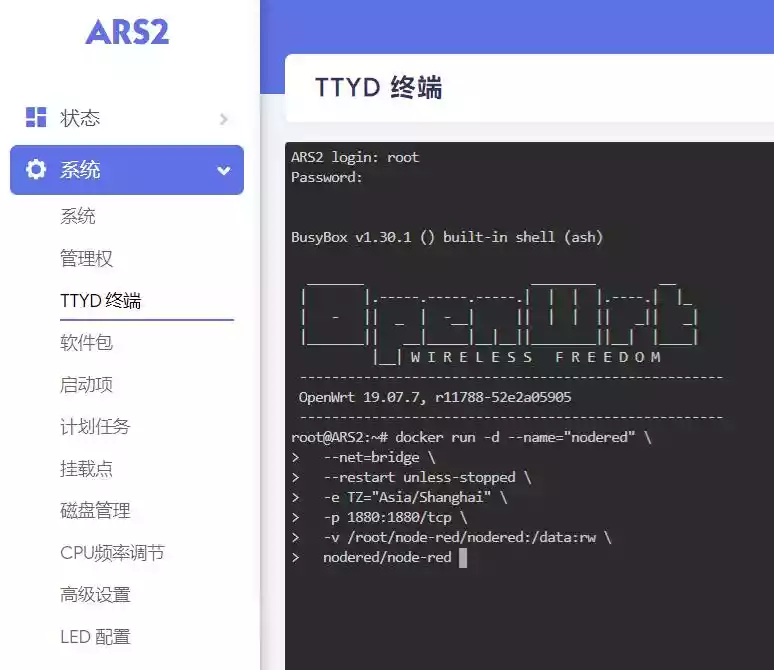 ARS2
状态
系统
系统
管理权
TTYD 终端
软件包
启动项
计划任务
挂载点
磁盘管理
CPU频率调节
高级设置
LED 配置
TTYD 终端
ARS2 login: root
Password:
BusyBox v1.30.1 () built-in shell (ash)
OpenWrt
W I R E L E S S   F R E E D O M
-----------------------------------------------------
OpenWrt 19.07.7, r11788-52e2a05905
-----------------------------------------------------
root@ARS2:~# docker run -d --name="nodered" \
>   --net=bridge \
>   --restart unless-stopped \
>   -e TZ="Asia/Shanghai" \
>   -p 1880:1880/tcp \
>   -v /root/node-red/nodered:/data:rw \
>   nodered/node-red